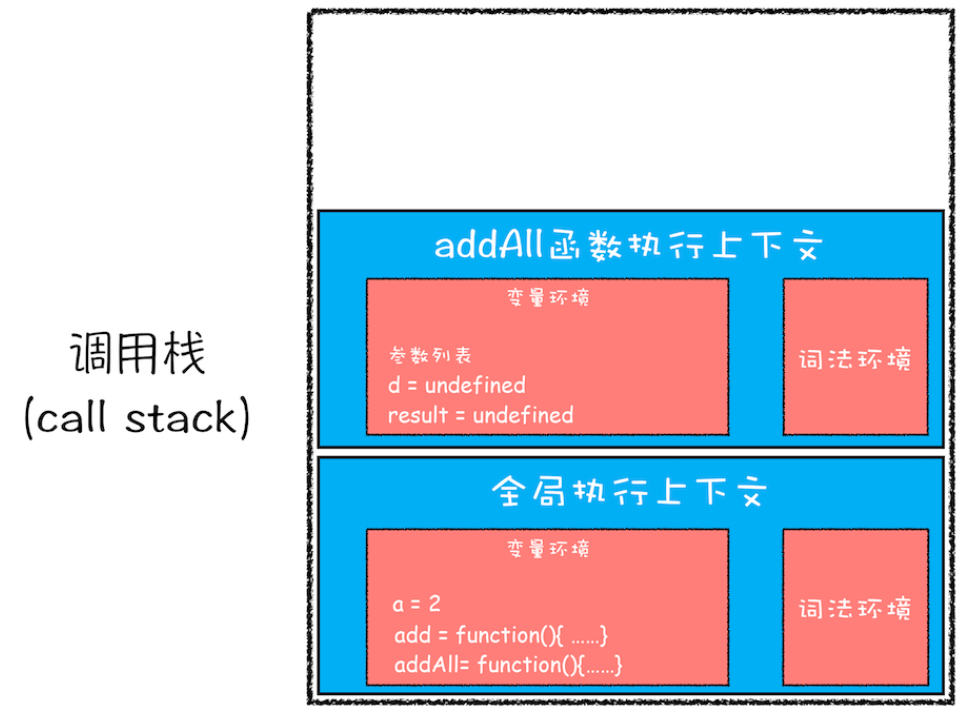 调用栈
(call stack)
addAll函数执行上下文
变量环境
参数列表
d = undefined
result = undefined
词法环境
全局执行上下文
变量环境
a = 2
add = function(){ ......}
addAll= function(){......}
词法环境